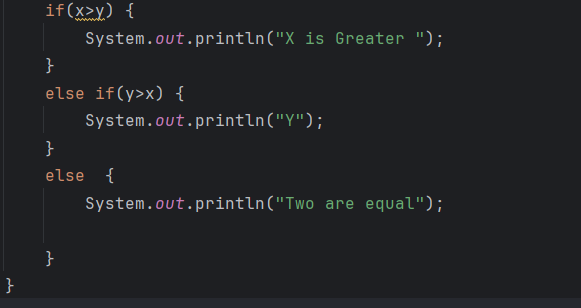 if(x>y) {
System.out.println("X is Greater ");
}
else if(y>x) {
System.out.println("Y");
}
else  {
System.out.println("Two are equal");
}
}